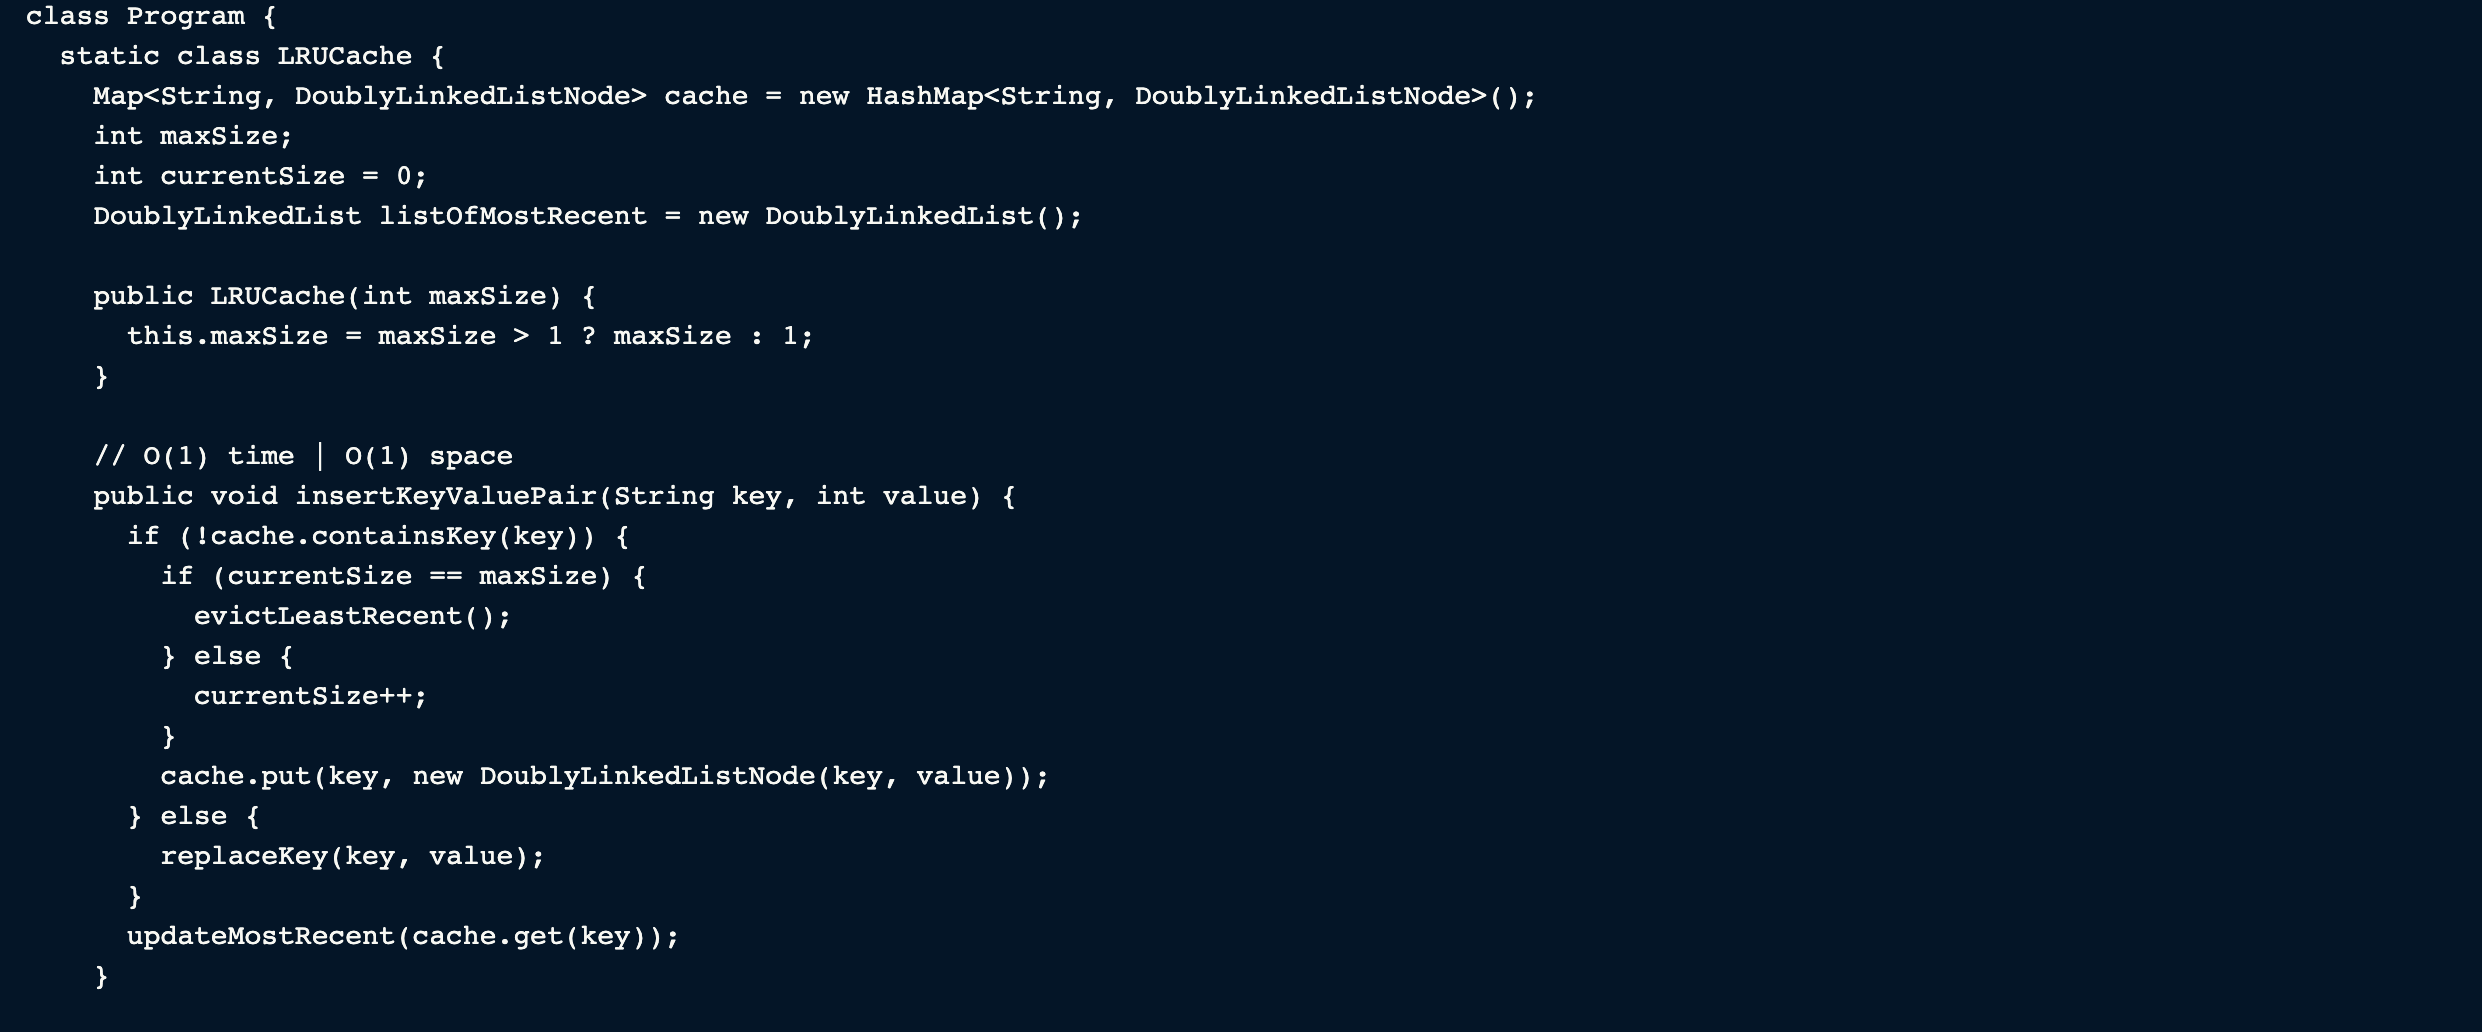 class Program {
  static class LRUCache {
    Map<String, DoublyLinkedListNode> cache = new HashMap<String, DoublyLinkedListNode>();
    int maxSize;
    int currentSize = 0;
    DoublyLinkedList listOfMostRecent = new DoublyLinkedList();

    public LRUCache(int maxSize) {
      this.maxSize = maxSize > 1 ? maxSize : 1;
    }

    // O(1) time | O(1) space
    public void insertKeyValuePair(String key, int value) {
      if (!cache.containsKey(key)) {
        if (currentSize == maxSize) {
          evictLeastRecent();
        } else {
          currentSize++;
        }
        cache.put(key, new DoublyLinkedListNode(key, value));
      } else {
        replaceKey(key, value);
      }
      updateMostRecent(cache.get(key));
    }